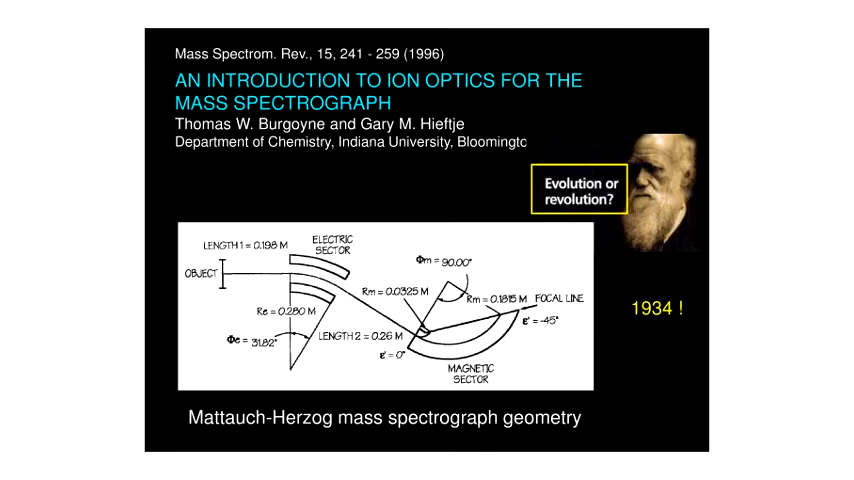 Mass Spectrom. Rev., 15, 241 - 259 (1996)
AN INTRODUCTION TO ION OPTICS FOR THE
MASS SPECTROGRAPH
Thomas W. Burgoyne and Gary M. Hieftje
Department of Chemistry, Indiana University, Bloomingto
Evolution or
revolution?
LENGTH 1 = 0.198 M
ELECTRIC
SECTOR
OBJECT
Φm = 90.00°
Rm = 0.0325 M
Rm = 0.1815 M
FOCAL LINE
Re = 0.280 M
ε' = -45°
Φe = 31.82°
LENGTH 2 = 0.26 M
ε' = 0°
MAGNETIC
SECTOR
1934 !
Mattauch-Herzog mass spectrograph geometry